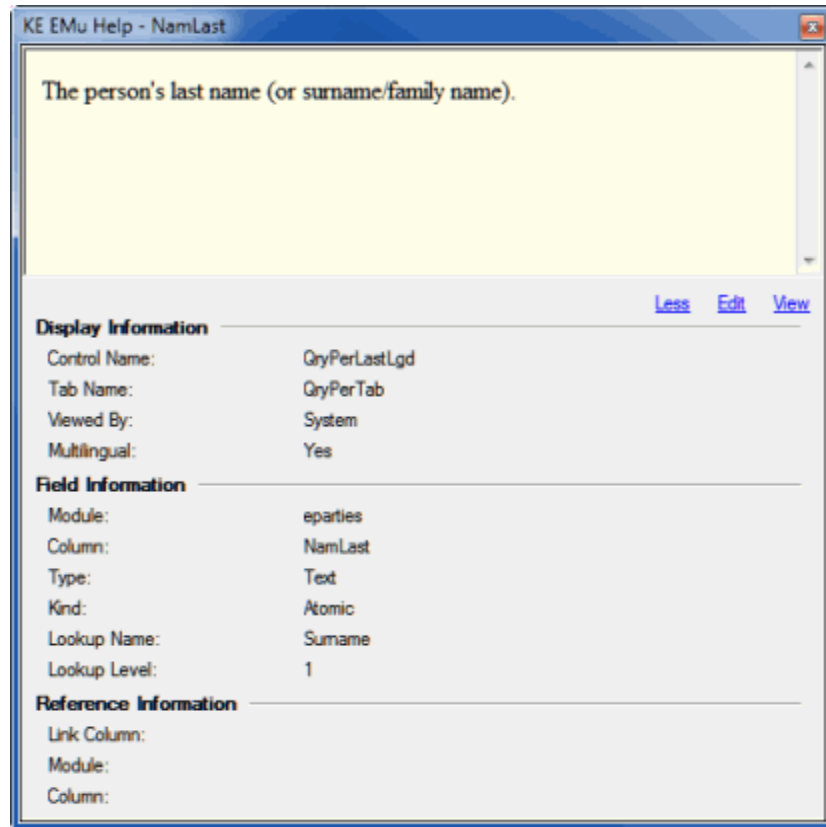 KE EMu Help - NamLast
The person's last name (or surname/family name).
Less Edit View
Display Information
Control Name: QryPerLastLgd
Tab Name: QryPerTab
Viewed By: System
Multilingual: Yes
Field Information
Module: eparties
Column: NamLast
Type: Text
Kind: Atomic
Lookup Name: Surname
Lookup Level: 1
Reference Information
Link Column:
Module:
Column: